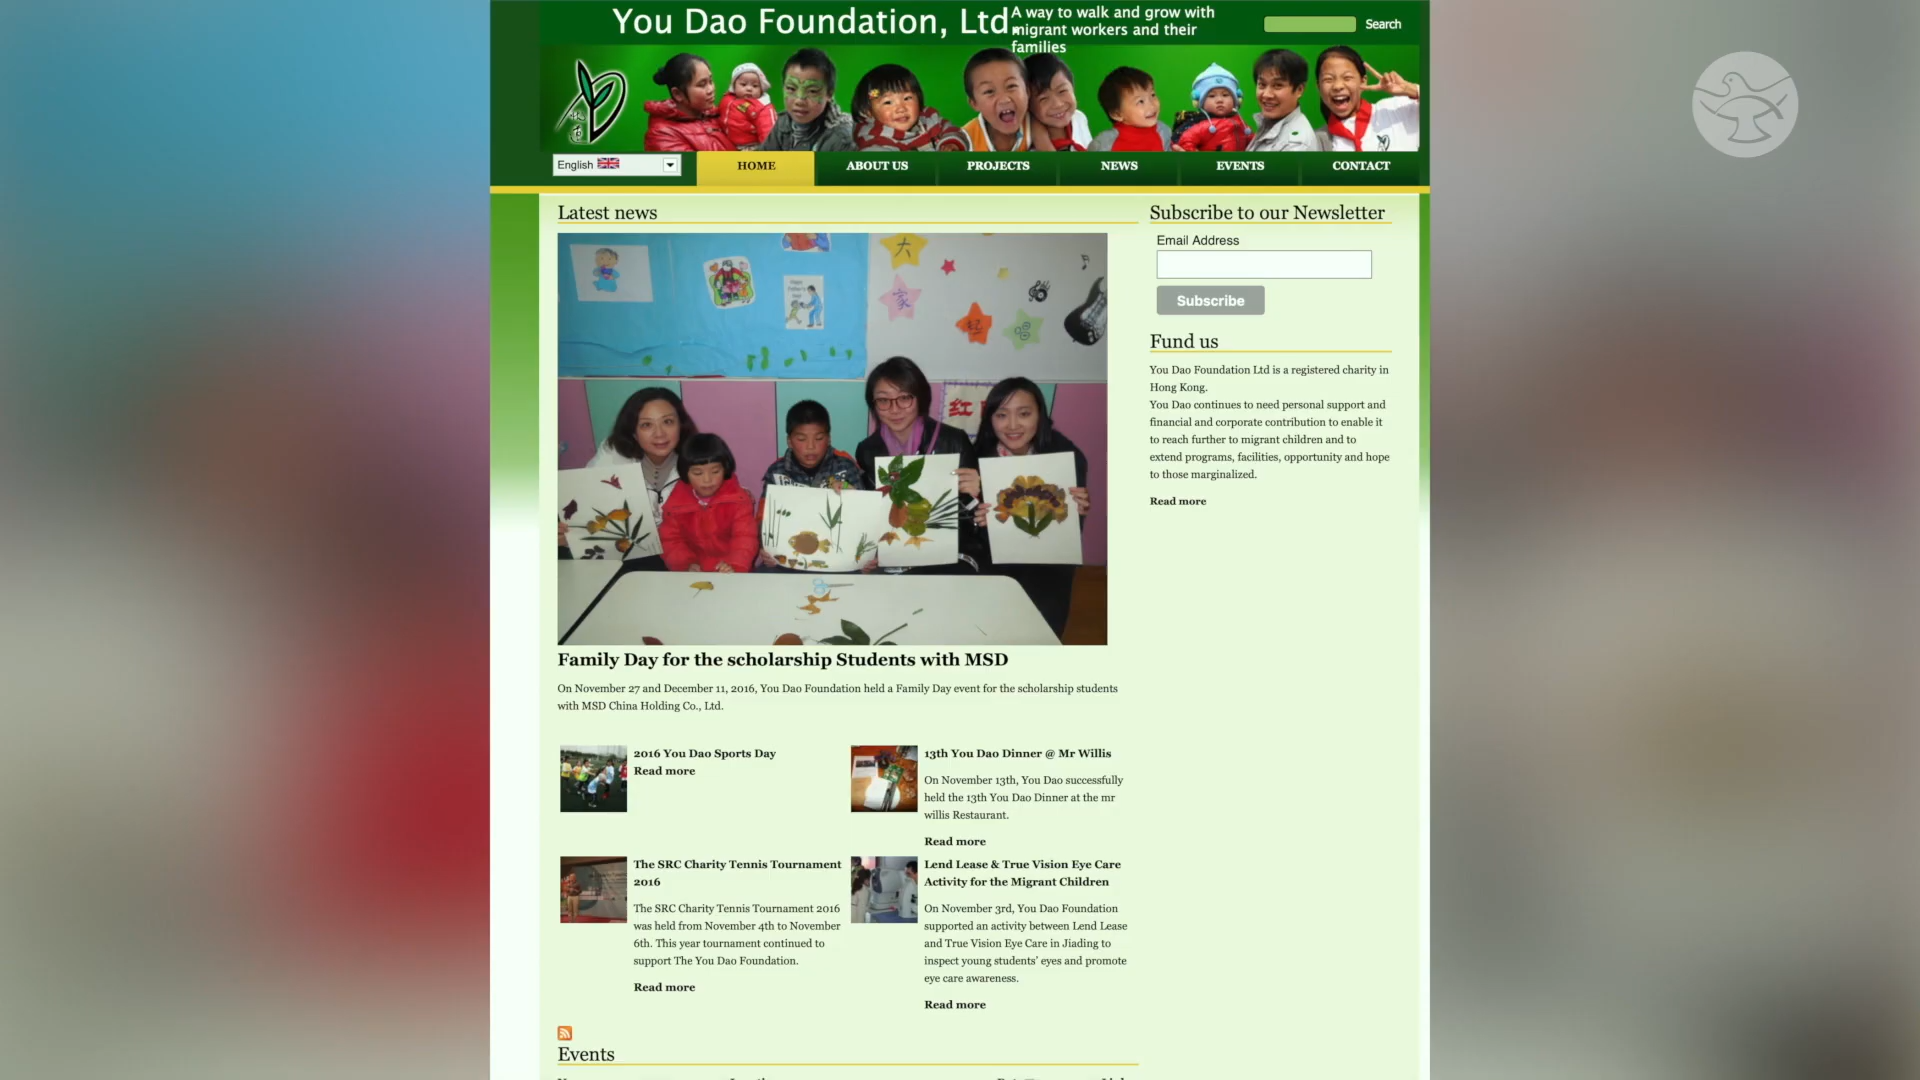 You Dao Foundation, Ltd.
A way to walk and grow with
migrant workers and their
families
Search
English
HOME
ABOUT US
PROJECTS
NEWS
EVENTS
CONTACT
Latest news
大
家
起
唱
红
Family Day for the scholarship Students with MSD
On November 27 and December 11, 2016, You Dao Foundation held a Family Day event for the scholarship students
with MSD China Holding Co., Ltd.
2016 You Dao Sports Day
Read more
13th You Dao Dinner @ Mr Willis
On November 13th, You Dao successfully
held the 13th You Dao Dinner at the mr
willis Restaurant.
Read more
The SRC Charity Tennis Tournament
2016
The SRC Charity Tennis Tournament 2016
was held from November 4th to November
6th. This year tournament continued to
support The You Dao Foundation.
Read more
Lend Lease & True Vision Eye Care
Activity for the Migrant Children
On November 3rd, You Dao Foundation
supported an activity between Lend Lease
and True Vision Eye Care in Jiading to
inspect young students' eyes and promote
eye care awareness.
Read more
Events
Subscribe to our Newsletter
Email Address
Subscribe
Fund us
You Dao Foundation Ltd is a registered charity in
Hong Kong.
You Dao continues to need personal support and
financial and corporate contribution to enable it
to reach further to migrant children and to
extend programs, facilities, opportunity and hope
to those marginalized.
Read more